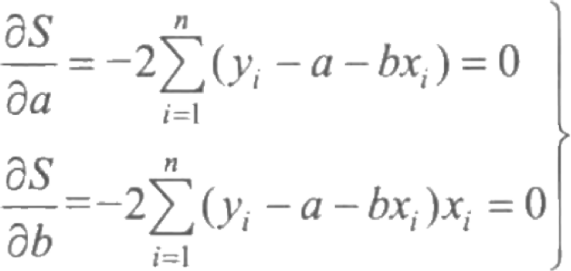 ∂S/∂a = −2∑_{i=1}^{n}(y_i − a − bx_i) = 0
∂S/∂b = −2∑_{i=1}^{n}(y_i − a − bx_i)x_i = 0 }